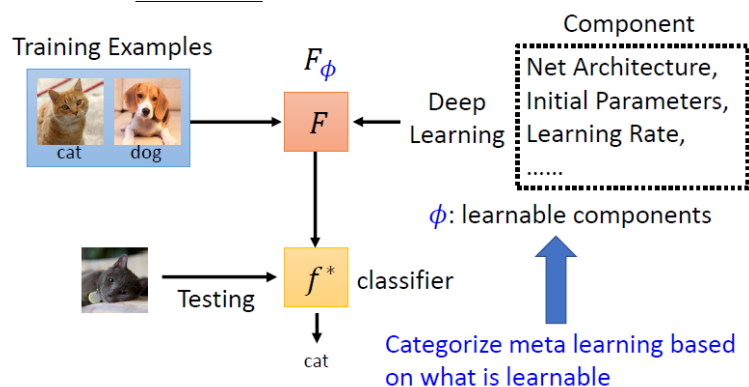 Component
Training Examples
F_ϕ
Net Architecture,
Initial Parameters,
Learning Rate,
......
Deep
Learning
F
cat
dog
ϕ: learnable components
f*
classifier
Testing
cat
Categorize meta learning based
on what is learnable